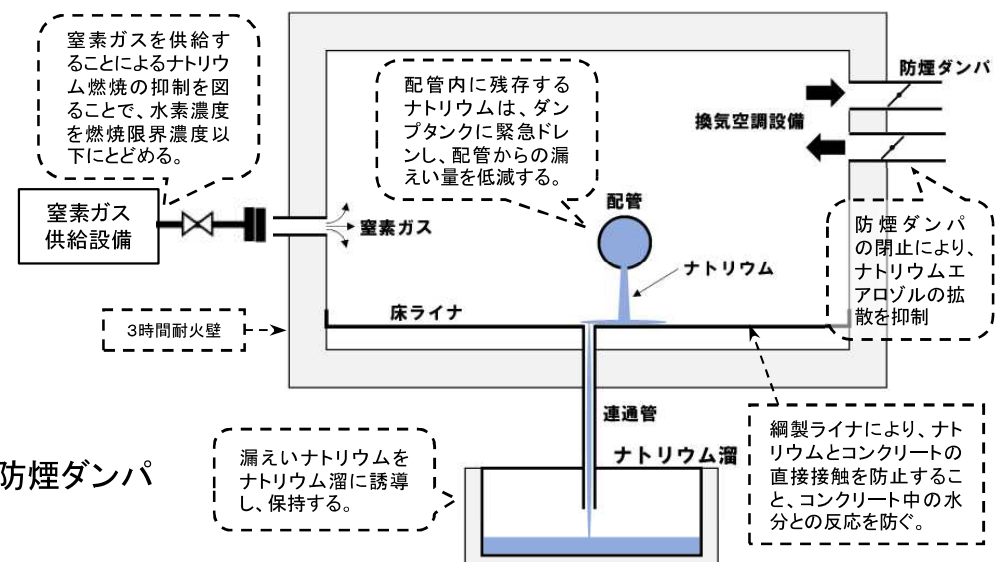 窒素ガスを供給す
ることによるナトリウ
ム燃焼の抑制を図
ることで、水素濃度
を燃焼限界濃度以
下にとどめる。
配管内に残存する
ナトリウムは、ダン
プタンクに緊急ドレ
ンし、配管からの漏
えい量を低減する。
防煙ダンパ
換気空調設備
窒素ガス
供給設備
窒素ガス
配管
ナトリウム
防煙ダンパ
の閉止により、
ナトリウムエ
アロゾルの拡
散を抑制
床ライナ
3時間耐火壁
連通管
ナトリウム溜
綱製ライナにより、ナト
リウムとコンクリートの
直接接触を防止するこ
と、コンクリート中の水
分との反応を防ぐ。
漏えいナトリウムを
ナトリウム溜に誘導
し、保持する。
防煙ダンパ